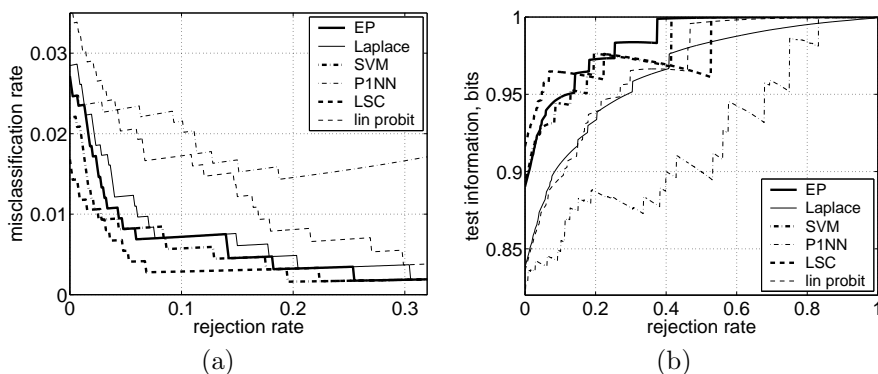 misclassification rate
0.03
0.02
0.01
0
0
0.1
0.2
0.3
rejection rate
EP
Laplace
SVM
P1NN
LSC
lin probit
(a)
test information, bits
1
0.95
0.9
0.85
0
0.2
0.4
0.6
0.8
1
rejection rate
EP
Laplace
SVM
P1NN
LSC
lin probit
(b)